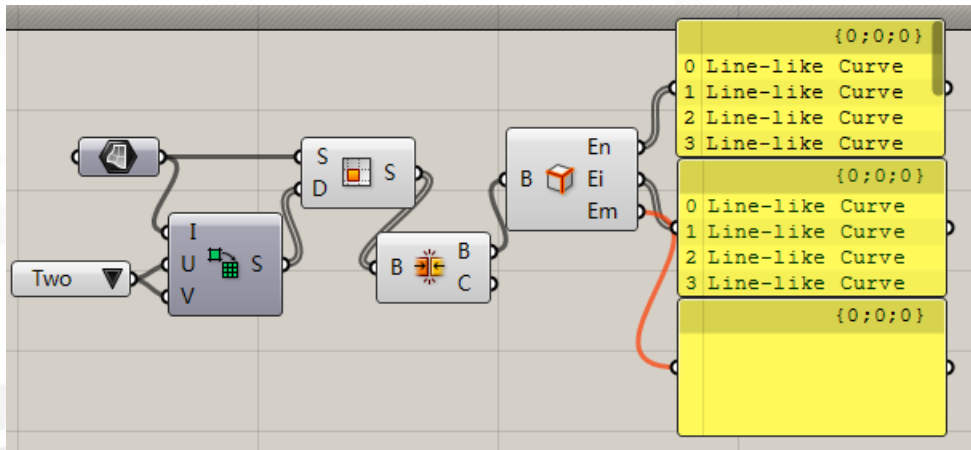 {0;0;0}
0 Line-like Curve
1 Line-like Curve
2 Line-like Curve
3 Line-like Curve
S
D
S
En
B
Ei
Em
{0;0;0}
0 Line-like Curve
1 Line-like Curve
2 Line-like Curve
3 Line-like Curve
I
U
S
V
Two
B
B
C
{0;0;0}